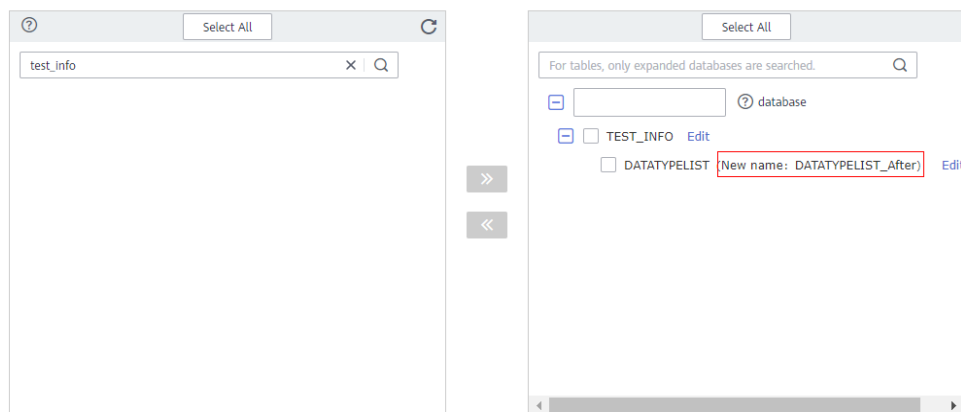 Select All
test_info
Select All
For tables, only expanded databases are searched.
database
TEST_INFO Edit
DATATYPELIST (New name: DATATYPELIST_After) Edit